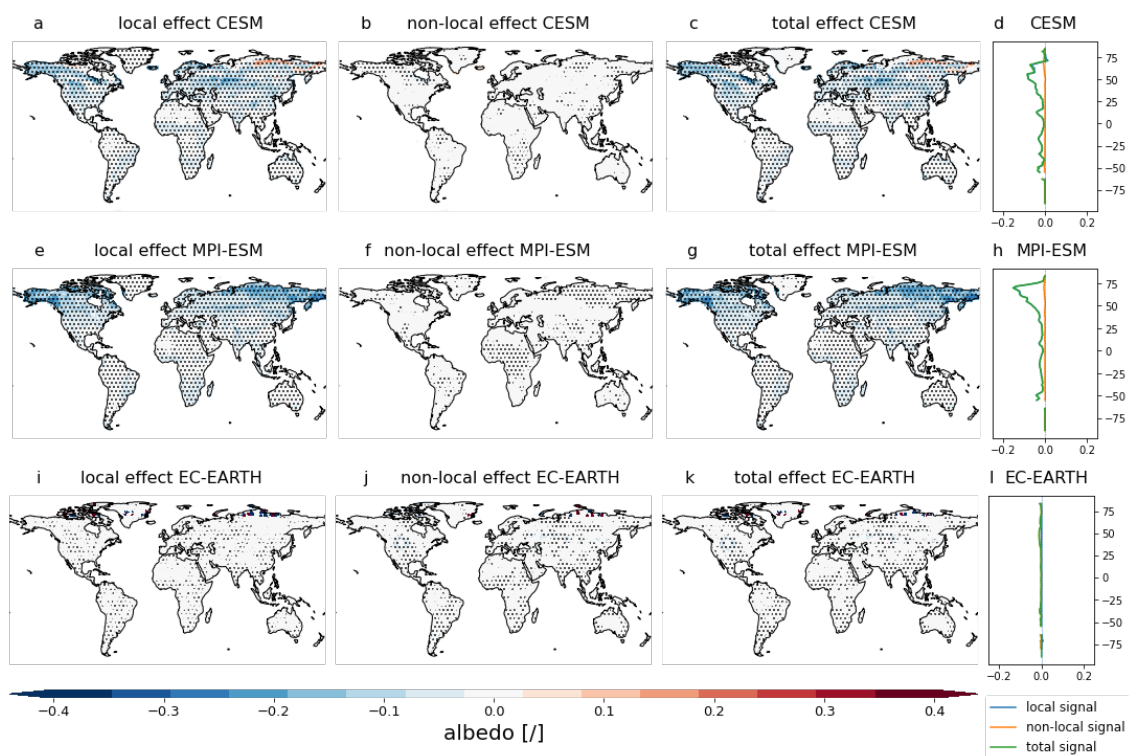 a local effect CESM
b non-local effect CESM
c total effect CESM
d CESM
75
50
25
0
−25
−50
−75
−0.2 0.0 0.2
e local effect MPI-ESM
f non-local effect MPI-ESM
g total effect MPI-ESM
h MPI-ESM
75
50
25
0
−25
−50
−75
−0.2 0.0 0.2
i local effect EC-EARTH
j non-local effect EC-EARTH
k total effect EC-EARTH
l EC-EARTH
75
50
25
0
−25
−50
−75
−0.2 0.0 0.2
−0.4 −0.3 −0.2 −0.1 0.0 0.1 0.2 0.3 0.4
albedo [/]
local signal
non-local signal
total signal